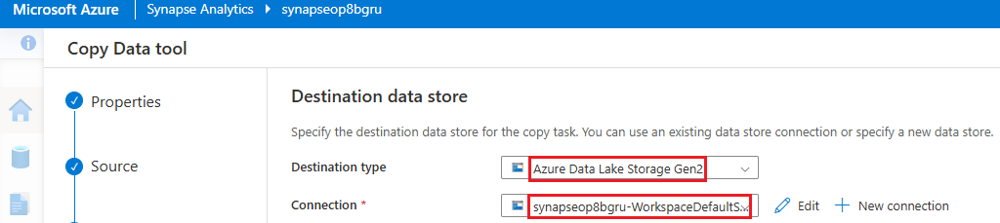 Microsoft Azure Synapse Analytics synapseop8bgru
Copy Data tool
Properties
Source
Destination data store
Specify the destination data store for the copy task. You can use an existing data store connection or specify a new data store.
Destination type Azure Data Lake Storage Gen2
Connection * synapseop8bgru-WorkspaceDefaultS... Edit New connection